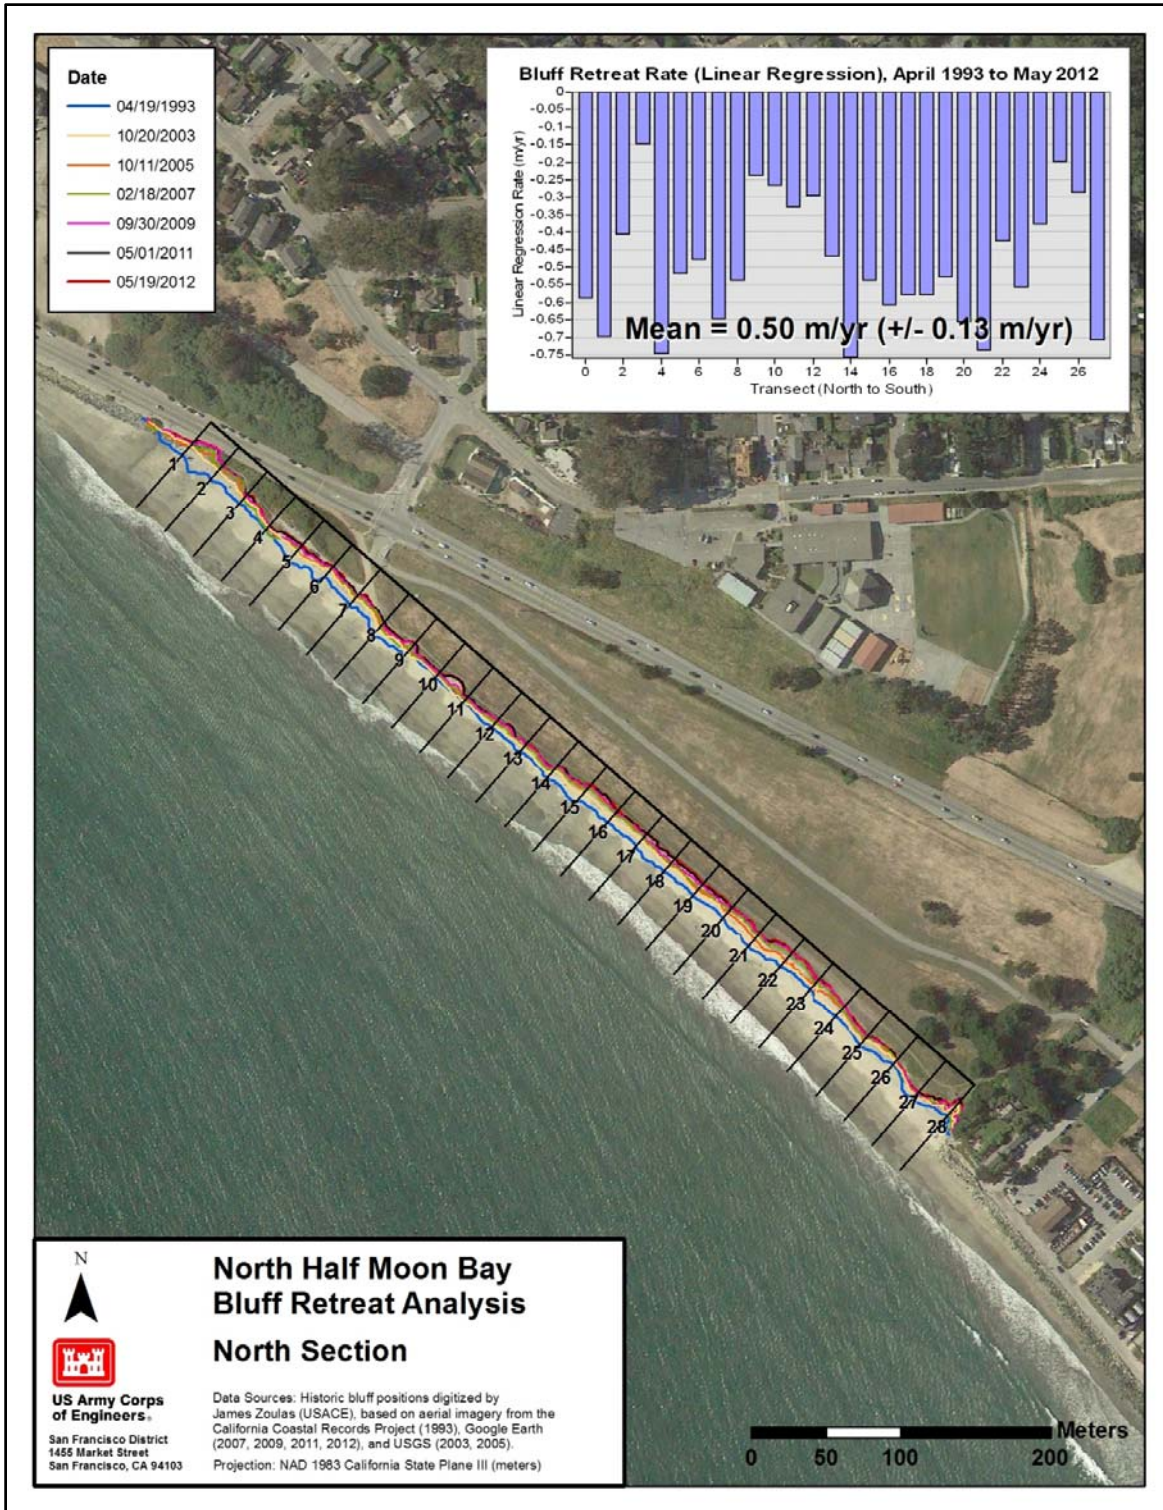 Date
04/19/1993
10/20/2003
10/11/2005
02/18/2007
09/30/2009
05/01/2011
05/19/2012
Bluff Retreat Rate (Linear Regression), April 1993 to May 2012
Linear Regression Rate (m/yr)
0
-0.05
-0.1
-0.15
-0.2
-0.25
-0.3
-0.35
-0.4
-0.45
-0.5
-0.55
-0.6
-0.65
-0.7
-0.75
Mean = 0.50 m/yr (+/- 0.13 m/yr)
0 2 4 6 8 10 12 14 16 18 20 22 24 26
Transect (North to South)
1
2
3
4
5
6
7
8
9
10
11
12
13
14
15
16
17
18
19
20
21
22
23
24
25
26
27
28
N
US Army Corps
of Engineers®
San Francisco District
1455 Market Street
San Francisco, CA 94103
North Half Moon Bay
Bluff Retreat Analysis
North Section
Data Sources: Historic bluff positions digitized by
James Zoulas (USACE), based on aerial imagery from the
California Coastal Records Project (1993), Google Earth
(2007, 2009, 2011, 2012), and USGS (2003, 2005).
Projection: NAD 1983 California State Plane III (meters)
Meters
0 50 100 200